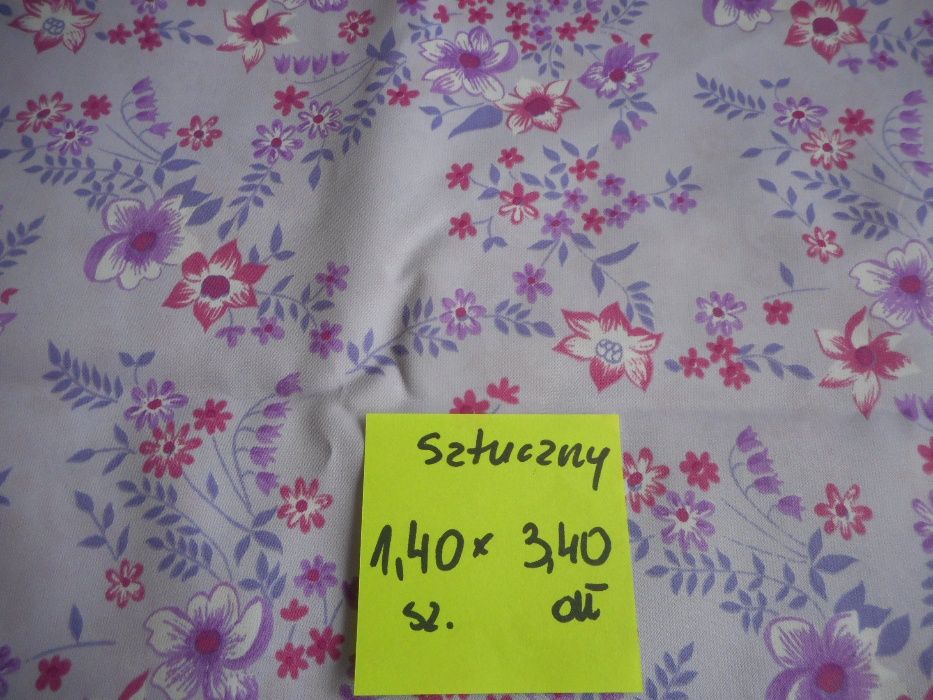 sztuczny
1,40 x 3,40
sz. dł